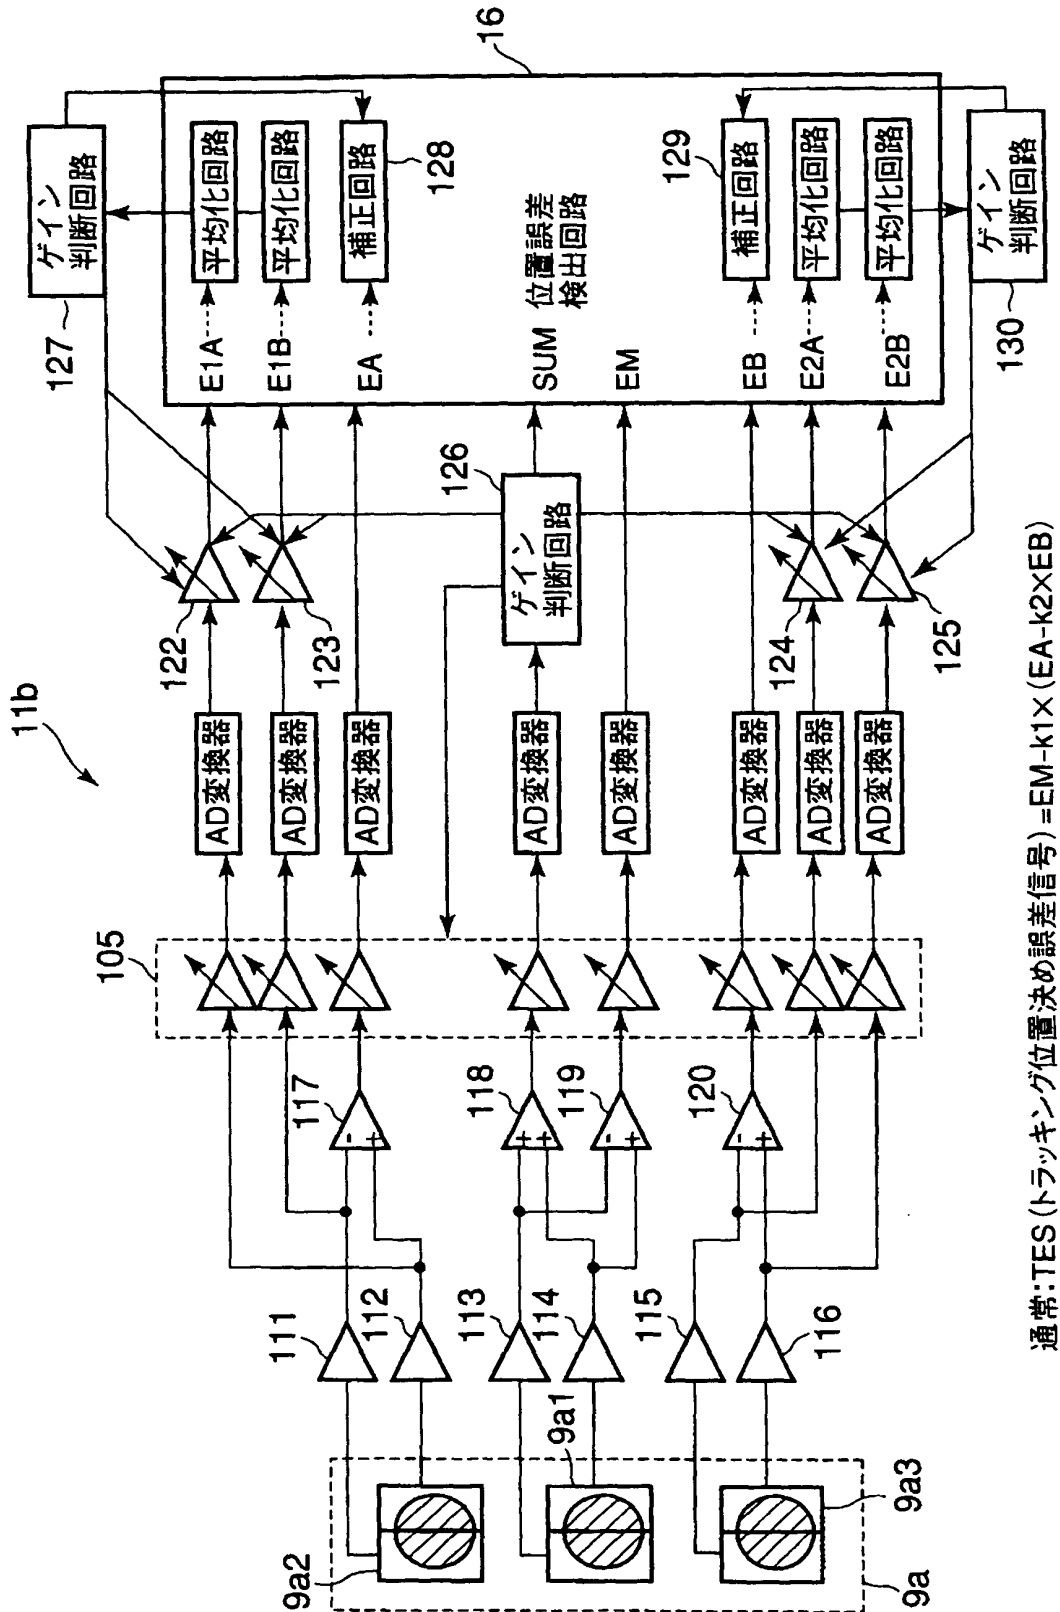 11b
105
9a2
9a1
9a3
9a
111
112
113
114
115
116
117
-
+
118
+
+
119
-
+
120
-
+
AD変換器
AD変換器
AD変換器
AD変換器
AD変換器
AD変換器
AD変換器
AD変換器
122
123
124
125
126
ゲイン
判断回路
127
ゲイン
判断回路
16
E1A
平均化回路
E1B
平均化回路
EA
補正回路
128
SUM
位置誤差
検出回路
EM
129
EB
補正回路
E2A
平均化回路
E2B
平均化回路
ゲイン
判断回路
130
通常:TES(トラッキング位置決め誤差信号)=EM-k1×(EA-k2×EB)